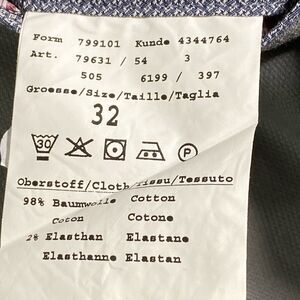 Form 799101 Kunde 4344764
Art. 79631 / 54 3
505 6199 / 397
Groesse/Size/Taille/Taglia
32
30 P
Oberstoff/Cloth/Tissu/Tessuto
98% Baumwolle Cotton
Coton Cotone
2% Elasthan Elastane
Elasthanne Elastan